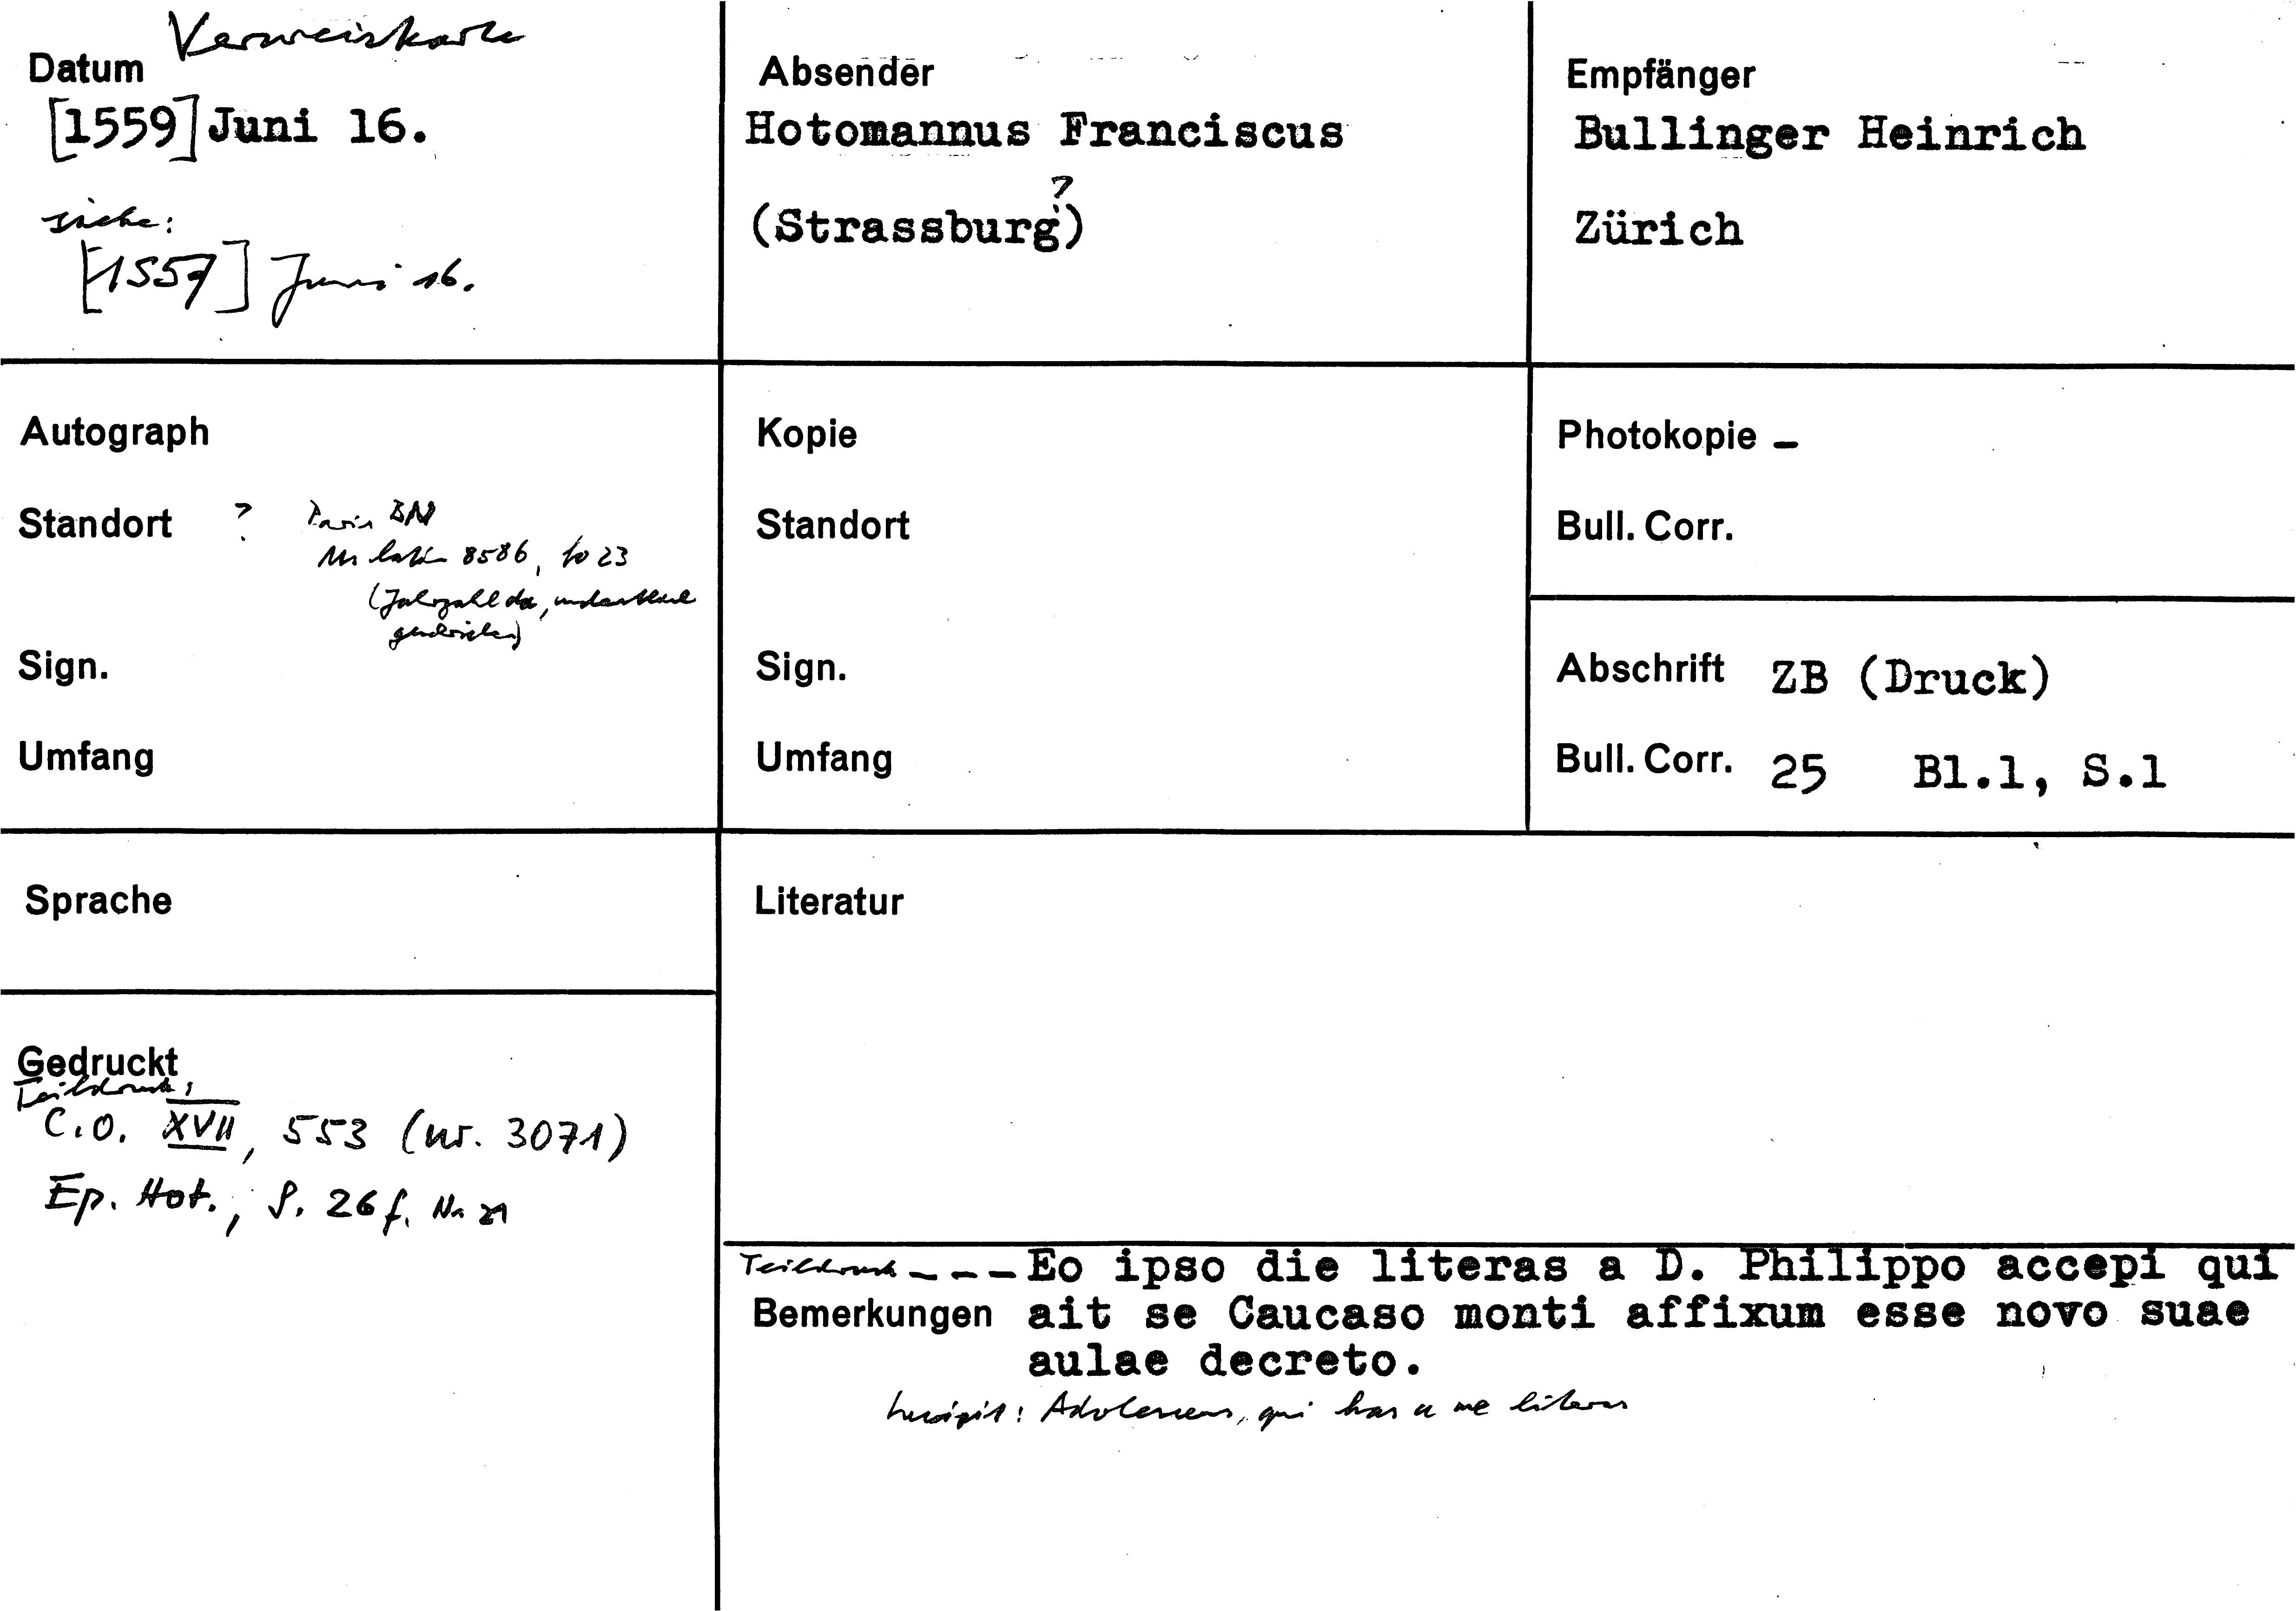 Verweiskarte
Datum
[1559] Juni 16.
siehe:
[1557] Juni 16.
Absender
Hotomannus Franciscus
?
(Strassburg?)
Empfänger
Bullinger Heinrich
Zürich
Autograph
Standort ? Paris BN
Ms latin 8586, fo 23
(Jahrzahl da, undeutlich
geschrieben)
Sign.
Umfang
Kopie
Standort
Sign.
Umfang
Photokopie -
Bull. Corr.
Abschrift ZB (Druck)
Bull. Corr. 25 Bl.1, S.1
Sprache
Gedruckt
Teildruck:
C.O. XVII, 553 (Nr. 3071)
Ep. Hot., S. 26 f. No 21
Literatur
Teildruck - - - Eo ipso die literas a D. Philippo accepi qui
Bemerkungen ait se Caucaso monti affixum esse novo suae
aulae decreto.
Incipit: Adolescens, qui has a me literas